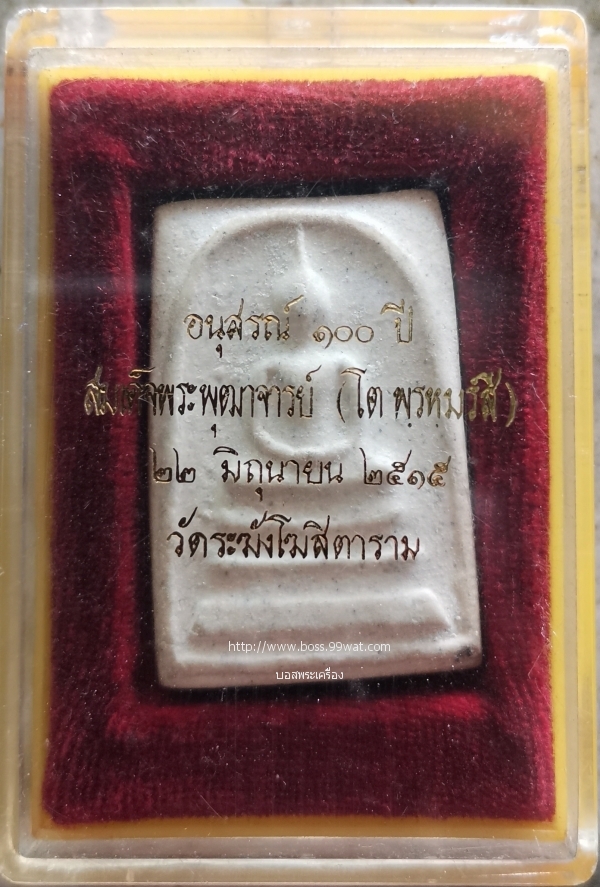 อนุสรณ์ ๑๐๐ ปี
สมเด็จพระพุฒาจารย์ (โต พฺรหฺมรํสี)
๒๒ มิถุนายน ๒๕๑๕
วัดระฆังโฆสิตาราม
http://www.boss.99wat.com
บอสพระเครื่อง